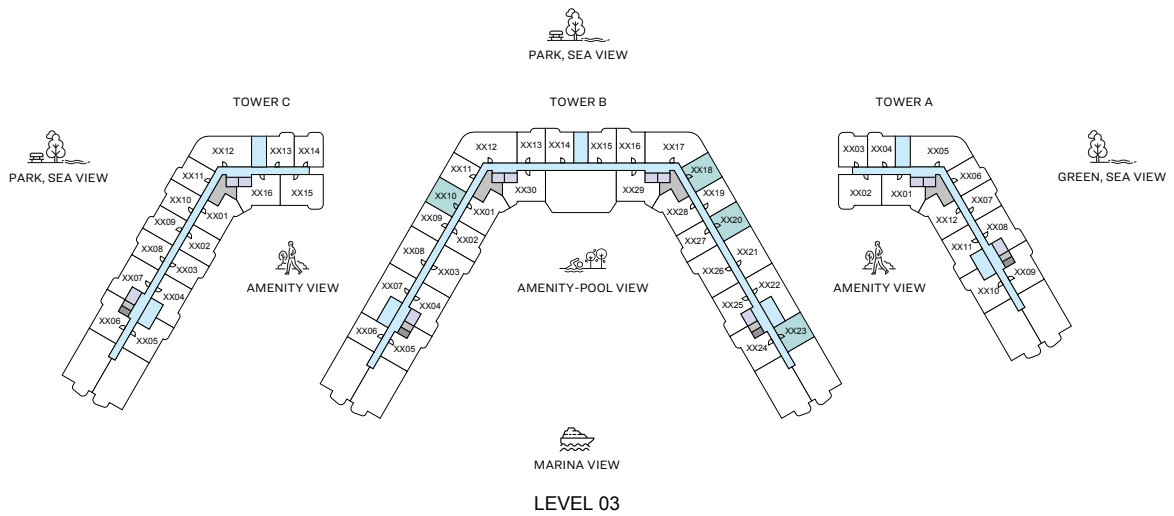 PARK, SEA VIEW
TOWER C
TOWER B
TOWER A
PARK, SEA VIEW
GREEN, SEA VIEW
XX12
XX13
XX14
XX11
XX10
XX09
XX08
XX07
XX06
XX05
XX04
XX03
XX02
XX01
XX16
XX15
XX12
XX13
XX14
XX15
XX16
XX17
XX11
XX10
XX09
XX08
XX07
XX06
XX05
XX04
XX03
XX02
XX01
XX30
XX29
XX28
XX27
XX26
XX25
XX24
XX18
XX19
XX20
XX21
XX22
XX23
XX03
XX04
XX05
XX02
XX01
XX06
XX07
XX08
XX09
XX12
XX11
XX10
AMENITY VIEW
AMENITY-POOL VIEW
AMENITY VIEW
MARINA VIEW
LEVEL 03